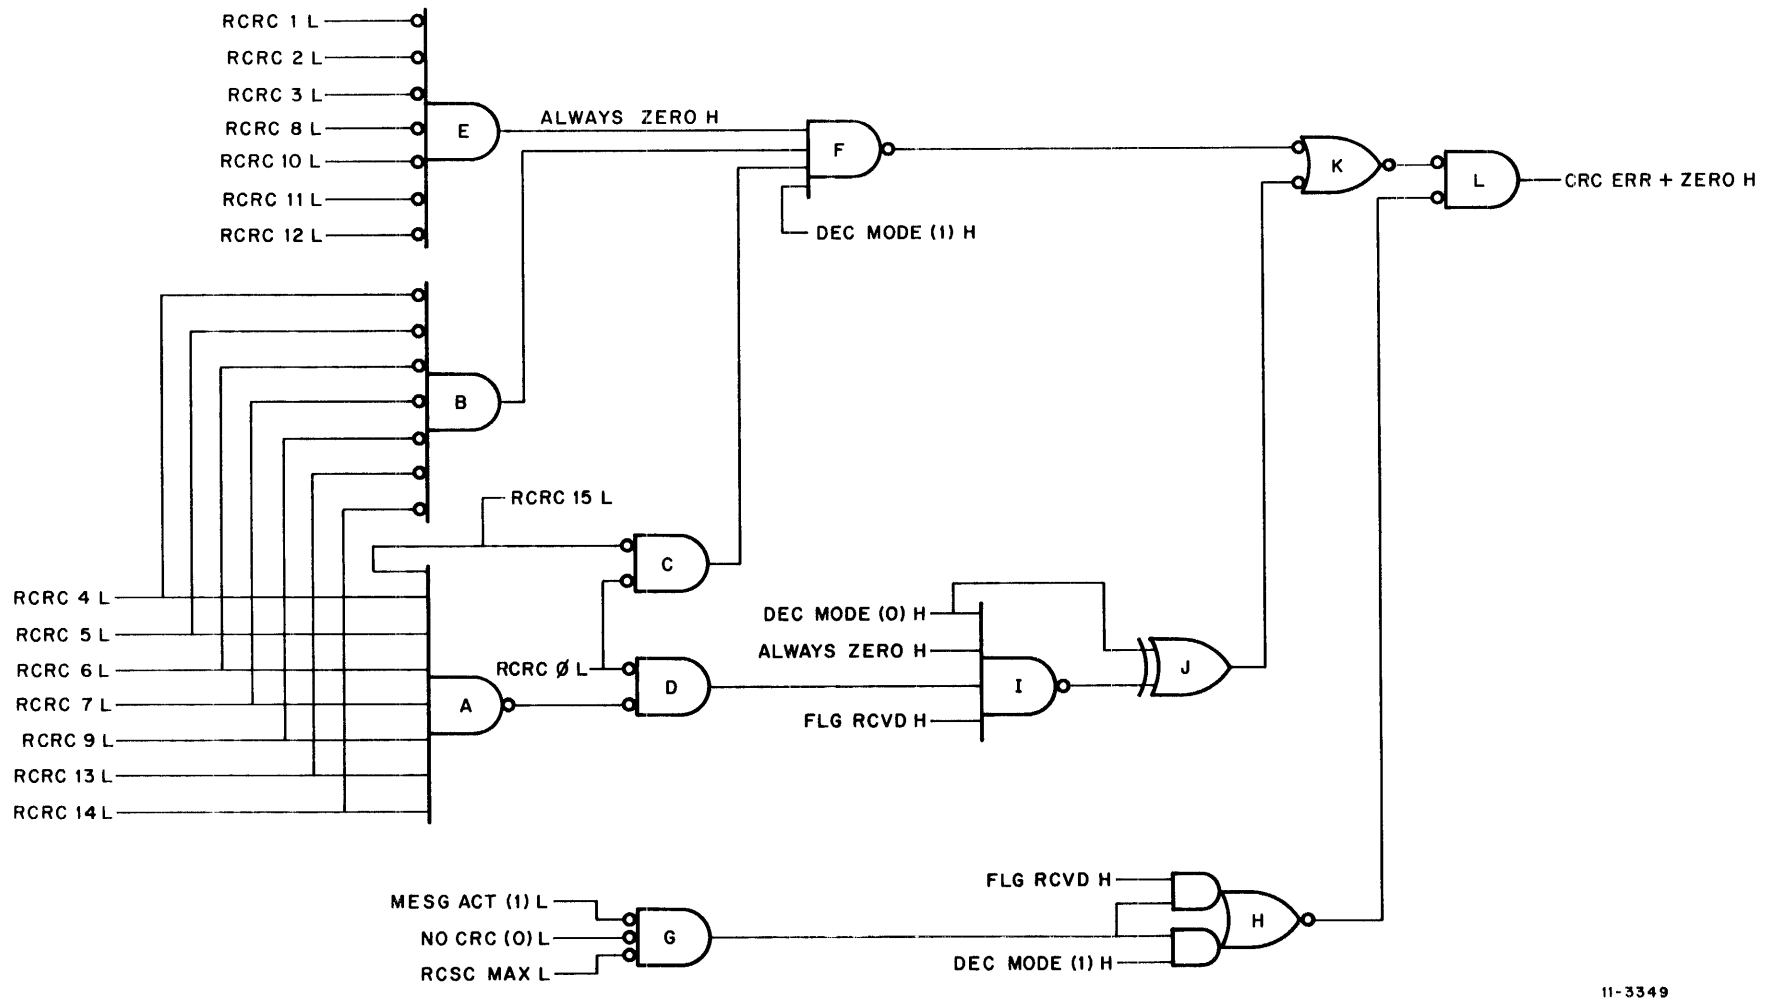 RCRC 1 L
RCRC 2 L
RCRC 3 L
RCRC 8 L
RCRC 10 L
RCRC 11 L
RCRC 12 L
E
ALWAYS ZERO H
F
DEC MODE (1) H
K
L
CRC ERR + ZERO H
B
RCRC 15 L
C
RCRC 4 L
RCRC 5 L
RCRC 6 L
RCRC 7 L
RCRC 9 L
RCRC 13 L
RCRC 14 L
A
RCRC Ø L
D
DEC MODE (0) H
ALWAYS ZERO H
FLG RCVD H
I
J
MESG ACT (1) L
NO CRC (0) L
RCSC MAX L
G
FLG RCVD H
DEC MODE (1) H
H
11-3349